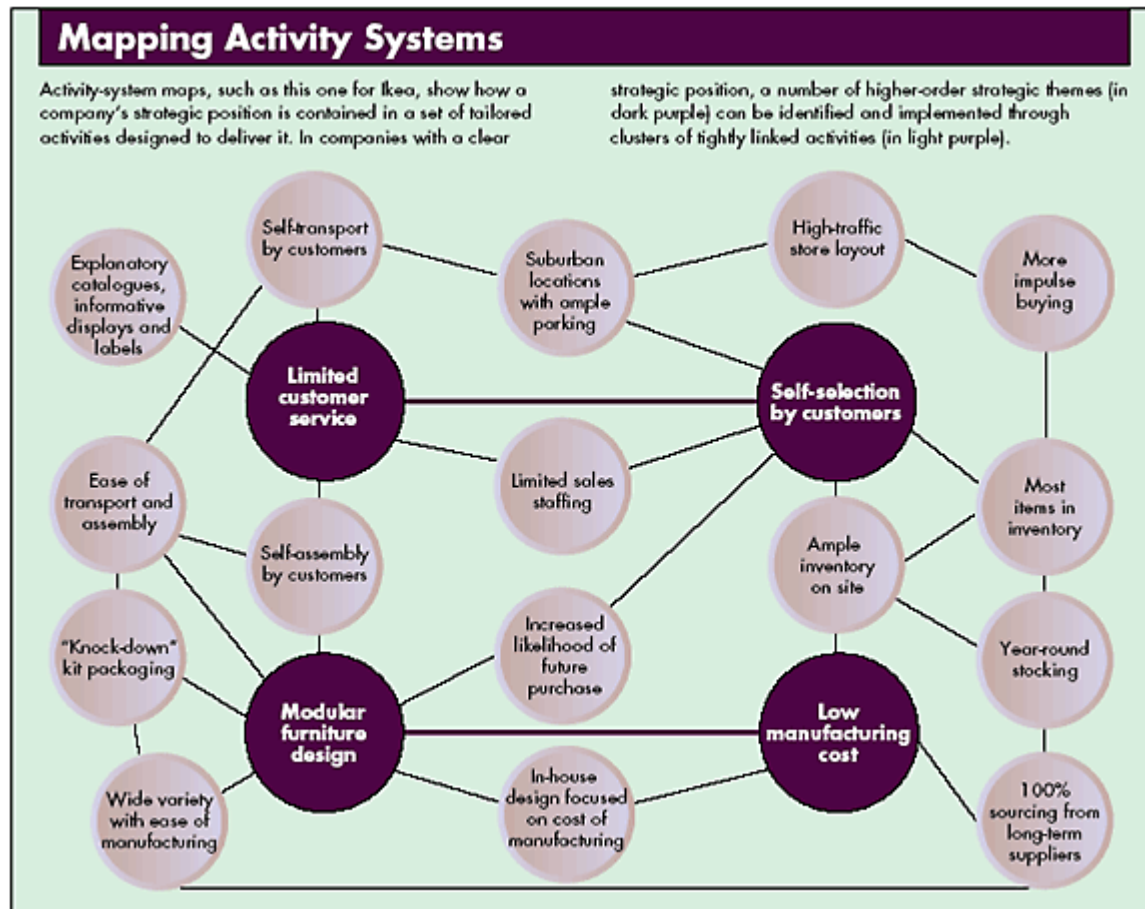 Mapping Activity Systems
Activity-system maps, such as this one for Ikea, show how a
company's strategic position is contained in a set of tailored
activities designed to deliver it. In companies with a clear
strategic position, a number of higher-order strategic themes (in
dark purple) can be identified and implemented through
clusters of tightly linked activities (in light purple).
Explanatory
catalogues,
informative
displays and
labels
Self-transport
by customers
Suburban
locations
with ample
parking
High-traffic
store layout
More
impulse
buying
Limited
customer
service
Self-selection
by customers
Ease of
transport and
assembly
Self-assembly
by customers
Limited sales
staffing
Ample
inventory
on site
Most
items in
inventory
"Knock-down"
kit packaging
Increased
likelihood of
future
purchase
Year-round
stocking
Modular
furniture
design
Low
manufacturing
cost
Wide variety
with ease of
manufacturing
In-house
design focused
on cost of
manufacturing
100%
sourcing from
long-term
suppliers